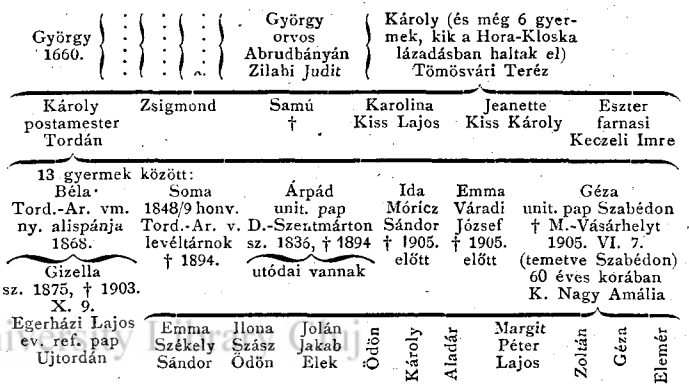 György
1660.
György
orvos
Abrudbányán
Zilahi Judit
Károly (és még 6 gyer-
mek, kik a Hora-Kloska
lázadásban haltak el)
Tömösvári Teréz
Károly
postamester
Tordán
Zsigmond
Samú
†
Karolina
Kiss Lajos
Jeanette
Kiss Károly
Eszter
farnasi
Keczeli Imre
13 gyermek között:
Béla
Tord.-Ar. vm.
ny. alispánja
1868.
Soma
1848/9 honv.
Tord.-Ar. v.
levéltárnok
† 1894.
Árpád
unit. pap
D.-Szentmárton
sz. 1836, † 1894
utódai vannak
Ida
Móricz
Sándor
† 1905.
előtt
Emma
Váradi
József
† 1905.
előtt
Géza
unit. pap Szabédon
† M.-Vásárhelyt
1905. VI. 7.
(temetve Szabédon)
60 éves korában
K. Nagy Amália
Gizella
sz. 1875, † 1903.
X. 9.
Egerházi Lajos
ev. ref. pap
Ujtordán
Emma
Székely
Sándor
Ilona
Szász
Ödön
Jolán
Jakab
Elek
Ödön
Károly
Aladár
Margit
Péter
Lajos
Zoltán
Géza
Elemér
University Library Cluj